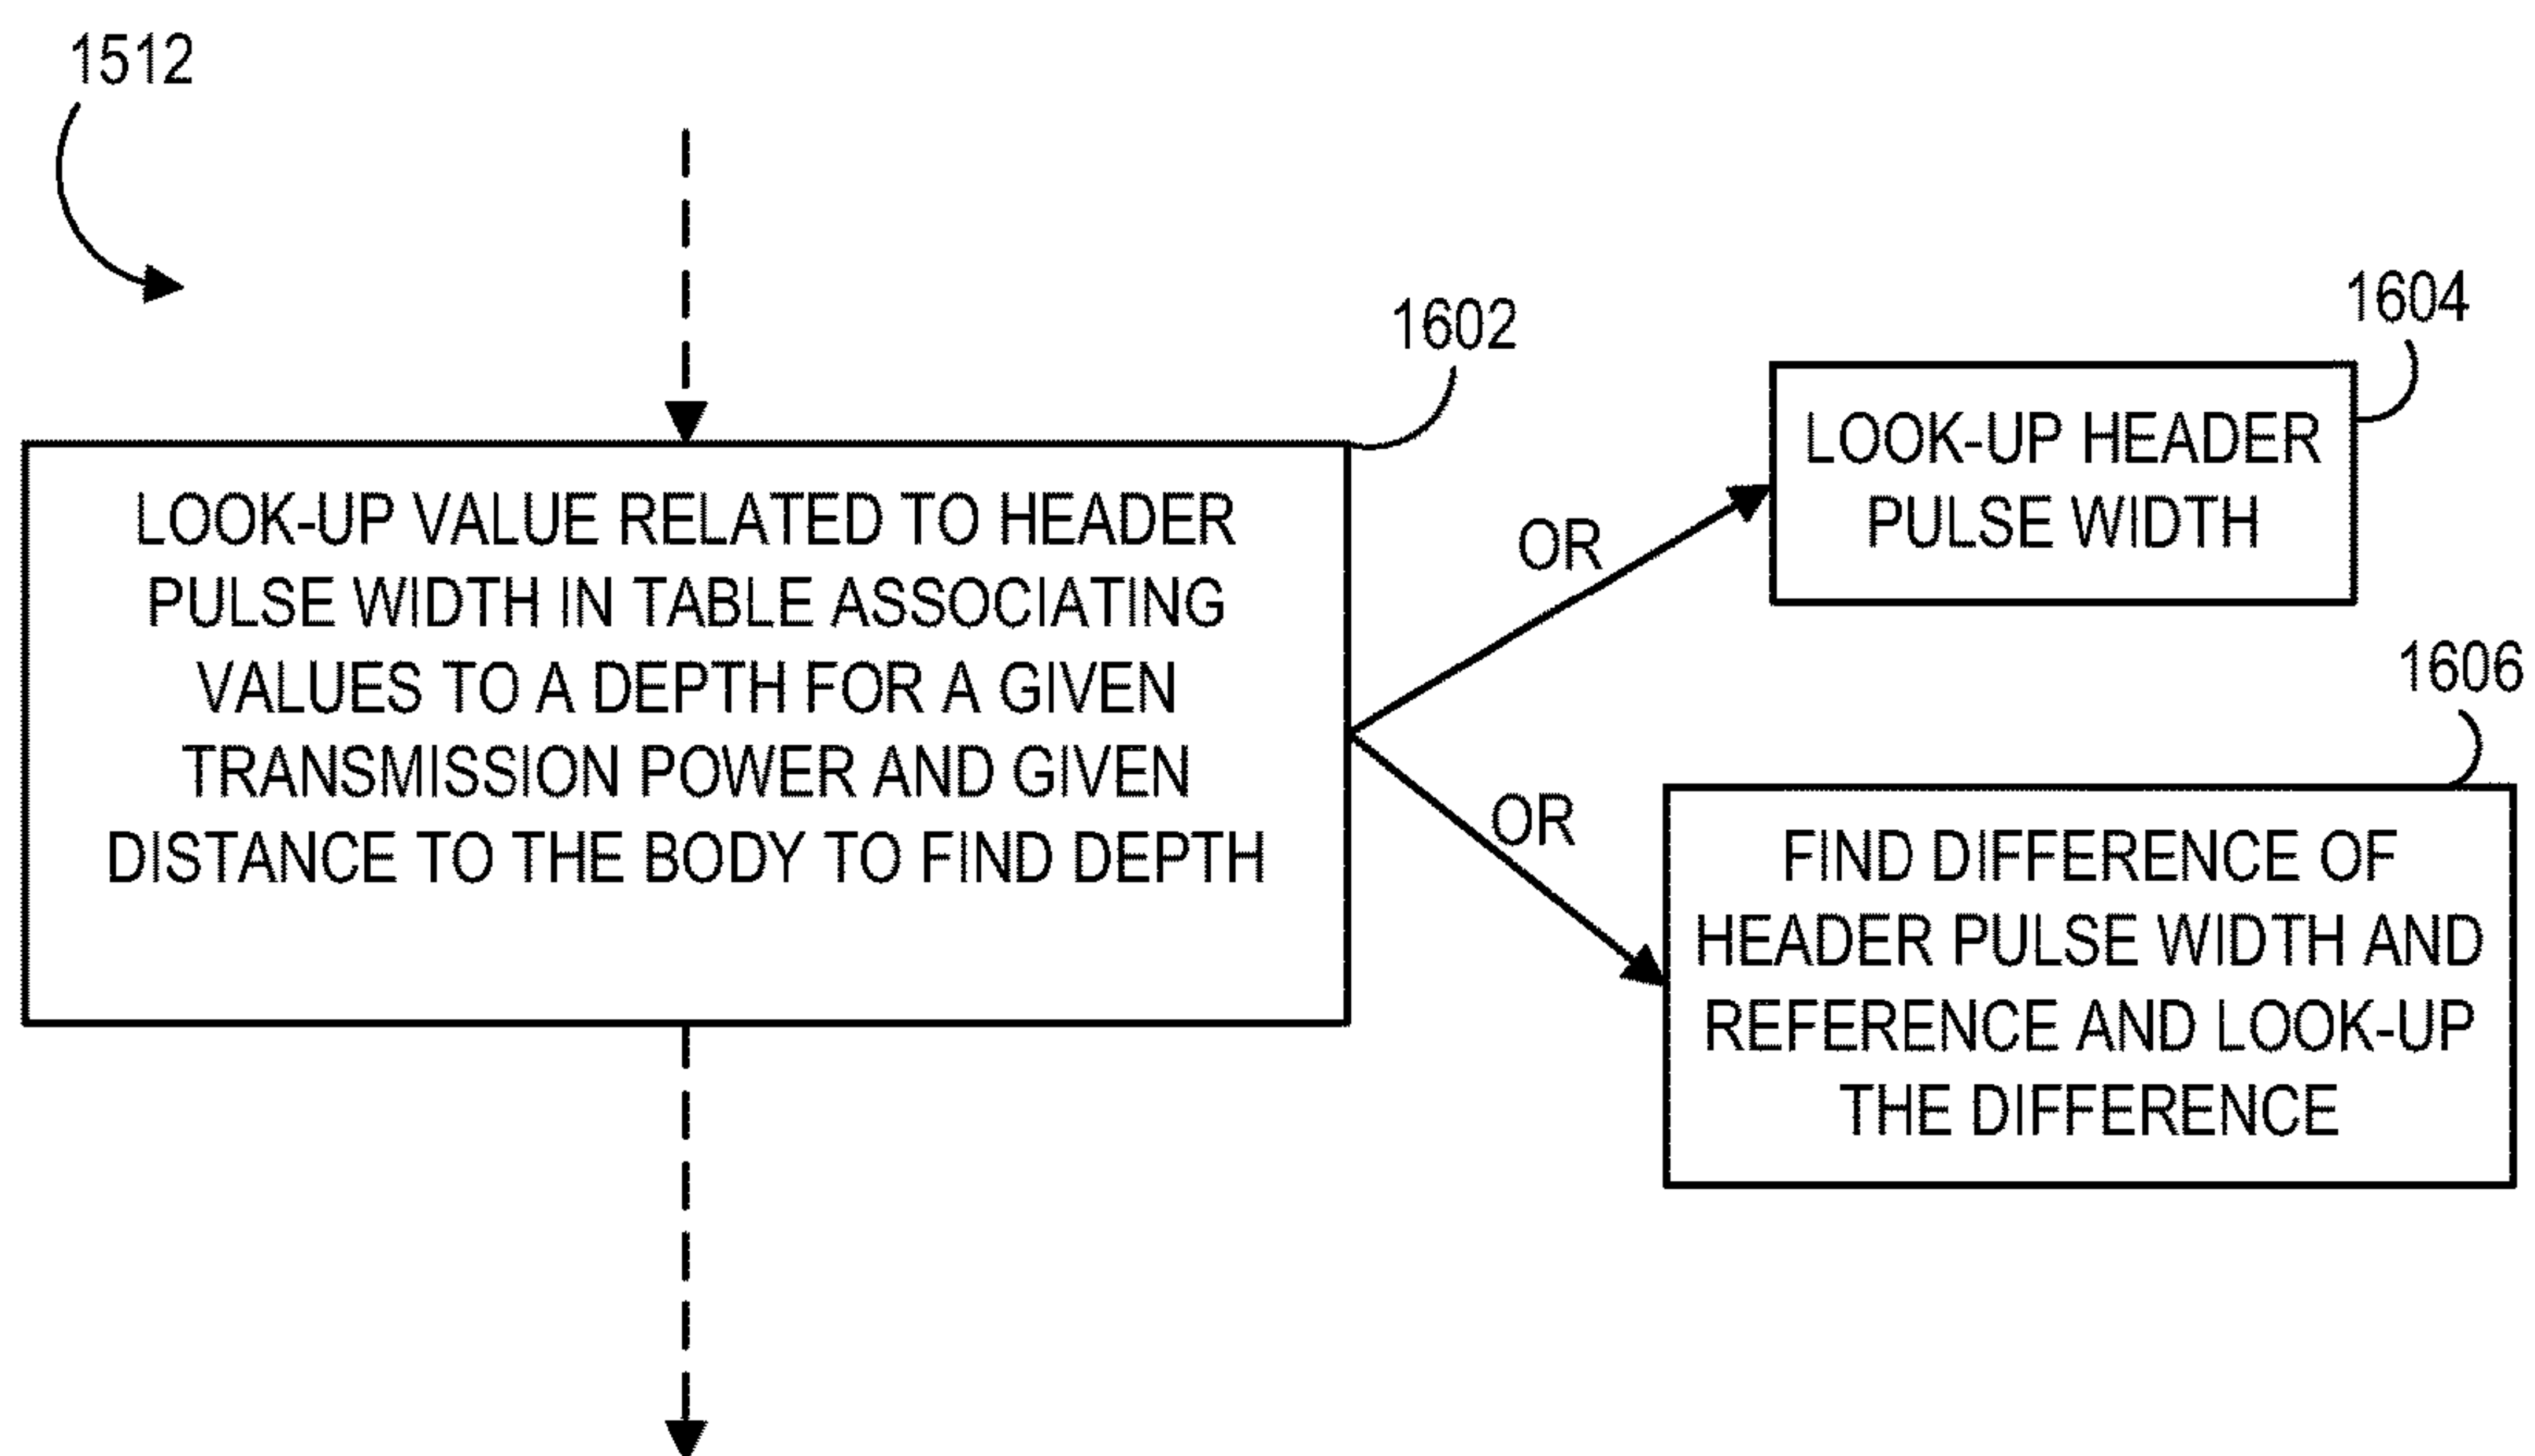 1512
1602
LOOK-UP VALUE RELATED TO HEADER
PULSE WIDTH IN TABLE ASSOCIATING
VALUES TO A DEPTH FOR A GIVEN
TRANSMISSION POWER AND GIVEN
DISTANCE TO THE BODY TO FIND DEPTH
OR
1604
LOOK-UP HEADER
PULSE WIDTH
OR
1606
FIND DIFFERENCE OF
HEADER PULSE WIDTH AND
REFERENCE AND LOOK-UP
THE DIFFERENCE